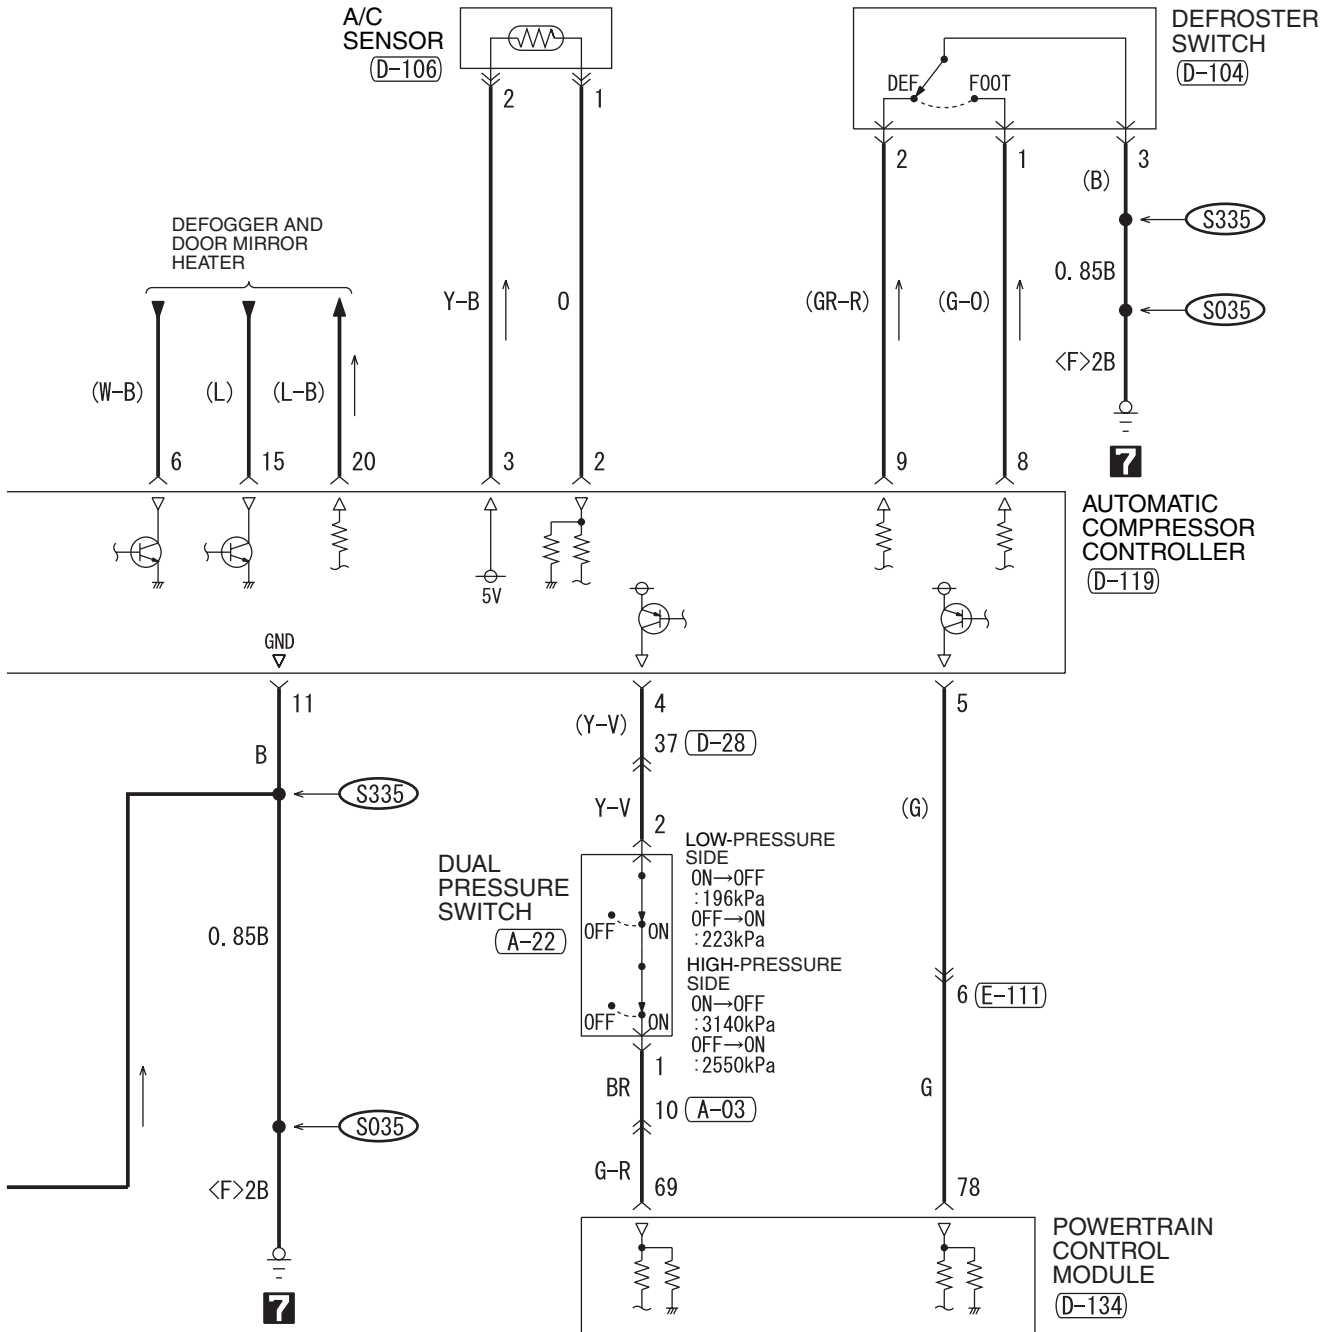 A/C
SENSOR
D-106
2
1
DEFROSTER
SWITCH
D-104
DEF
FOOT
2
1
3
(B)
S335
0.85B
S035
<F>2B
7
DEFOGGER AND
DOOR MIRROR
HEATER
Y-B
O
(GR-R)
(G-O)
(W-B)
(L)
(L-B)
6
15
20
3
2
9
8
AUTOMATIC
COMPRESSOR
CONTROLLER
D-119
5V
GND
11
4
5
B
(Y-V)
37 D-28
S335
Y-V
2
(G)
DUAL
PRESSURE
SWITCH
A-22
OFF
ON
OFF
ON
LOW-PRESSURE
SIDE
ON→OFF
:196kPa
OFF→ON
:223kPa
HIGH-PRESSURE
SIDE
ON→OFF
:3140kPa
OFF→ON
:2550kPa
0.85B
6 E-111
1
BR
10 A-03
G
S035
G-R
<F>2B
69
78
7
POWERTRAIN
CONTROL
MODULE
D-134